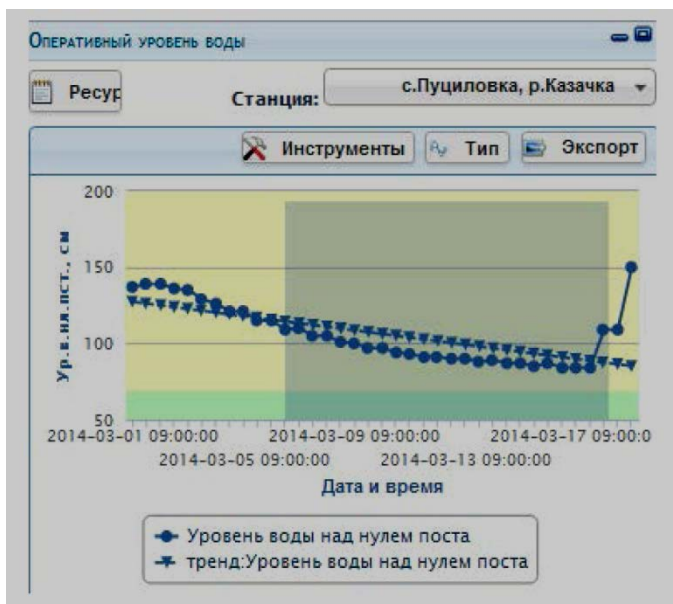 Оперативный уровень воды
Ресур
Станция:
с.Пуциловка, р.Казачка
Инструменты
Тип
Экспорт
200
150
100
50
Ур.в.нл.пст., см
2014-03-01 09:00:00
2014-03-09 09:00:00
2014-03-17 09:00:0
2014-03-05 09:00:00
2014-03-13 09:00:00
Дата и время
Уровень воды над нулем поста
тренд:Уровень воды над нулем поста